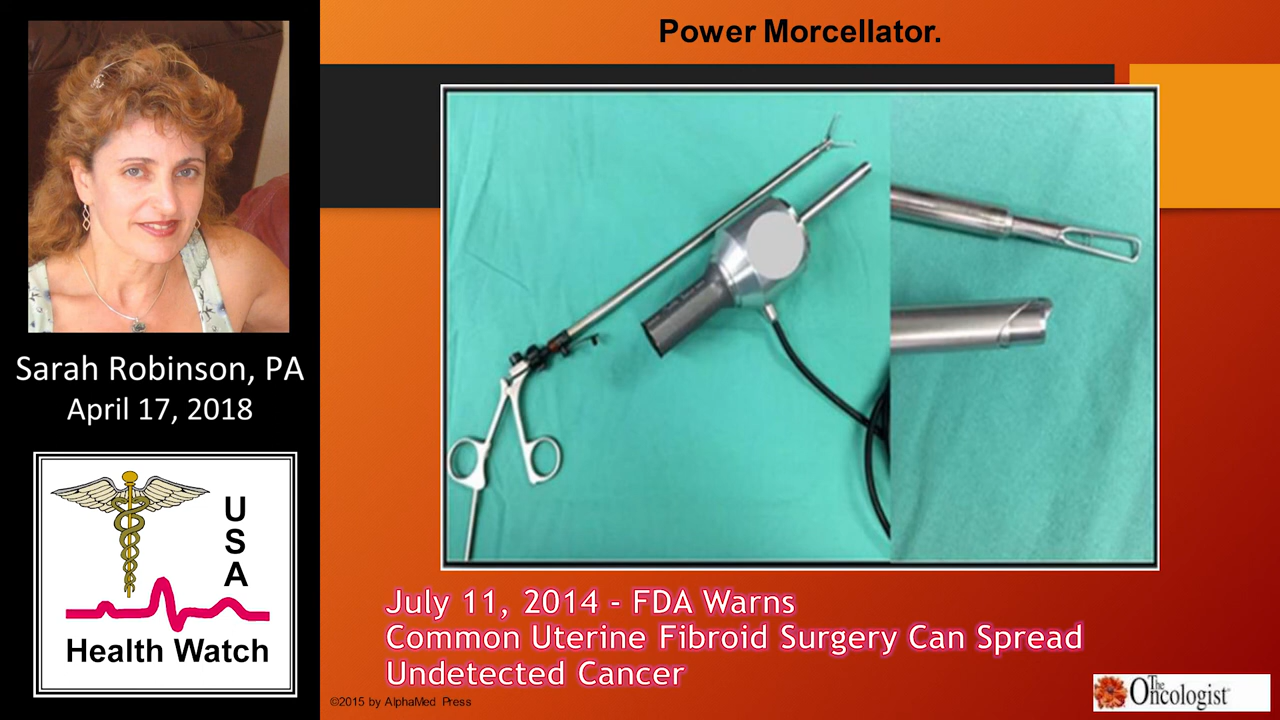 Power Morcellator.
Sarah Robinson, PA
April 17, 2018
U
S
A
Health Watch
July 11, 2014 - FDA Warns
Common Uterine Fibroid Surgery Can Spread
Undetected Cancer
©2015 by AlphaMed Press
The Oncologist®